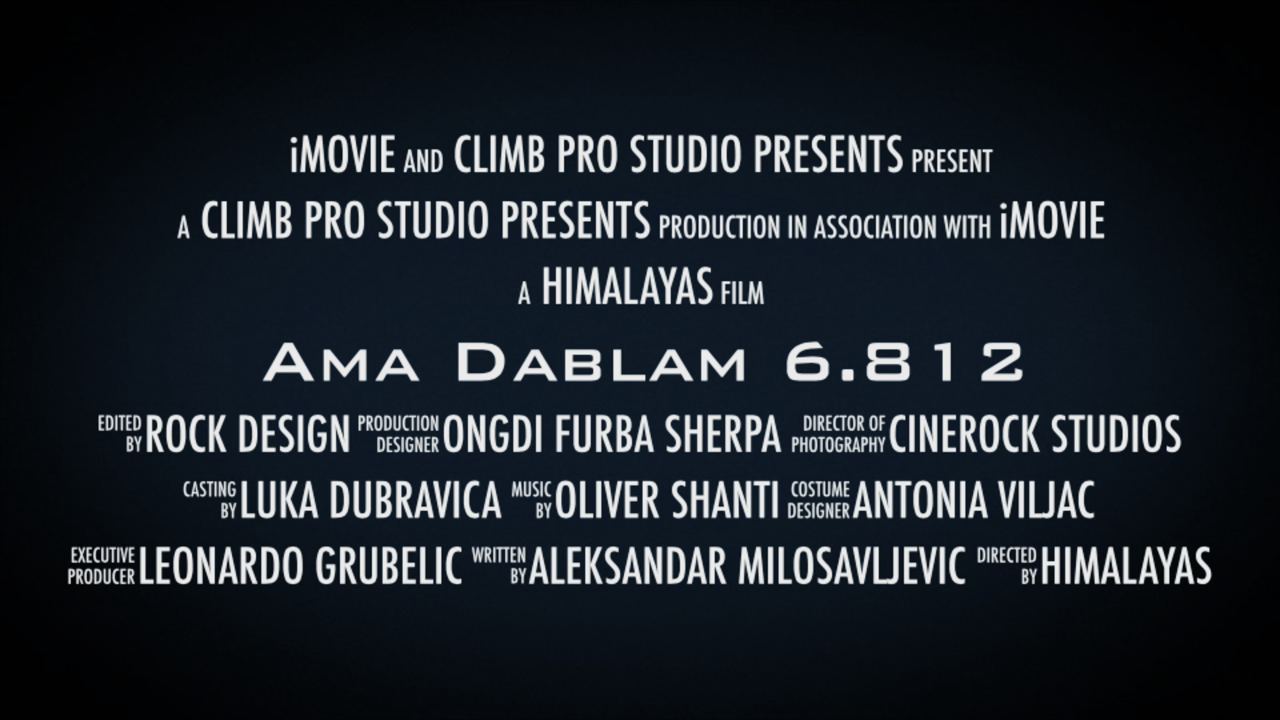 iMOVIE AND CLIMB PRO STUDIO PRESENTS PRESENT
A CLIMB PRO STUDIO PRESENTS PRODUCTION IN ASSOCIATION WITH iMOVIE
A HIMALAYAS FILM
AMA DABLAM 6.812
EDITED BY ROCK DESIGN PRODUCTION DESIGNER ONGDI FURBA SHERPA DIRECTOR OF PHOTOGRAPHY CINEROCK STUDIOS
CASTING BY LUKA DUBRAVICA MUSIC BY OLIVER SHANTI COSTUME DESIGNER ANTONIA VILJAC
EXECUTIVE PRODUCER LEONARDO GRUBELIC WRITTEN BY ALEKSANDAR MILOSAVLJEVIC DIRECTED BY HIMALAYAS